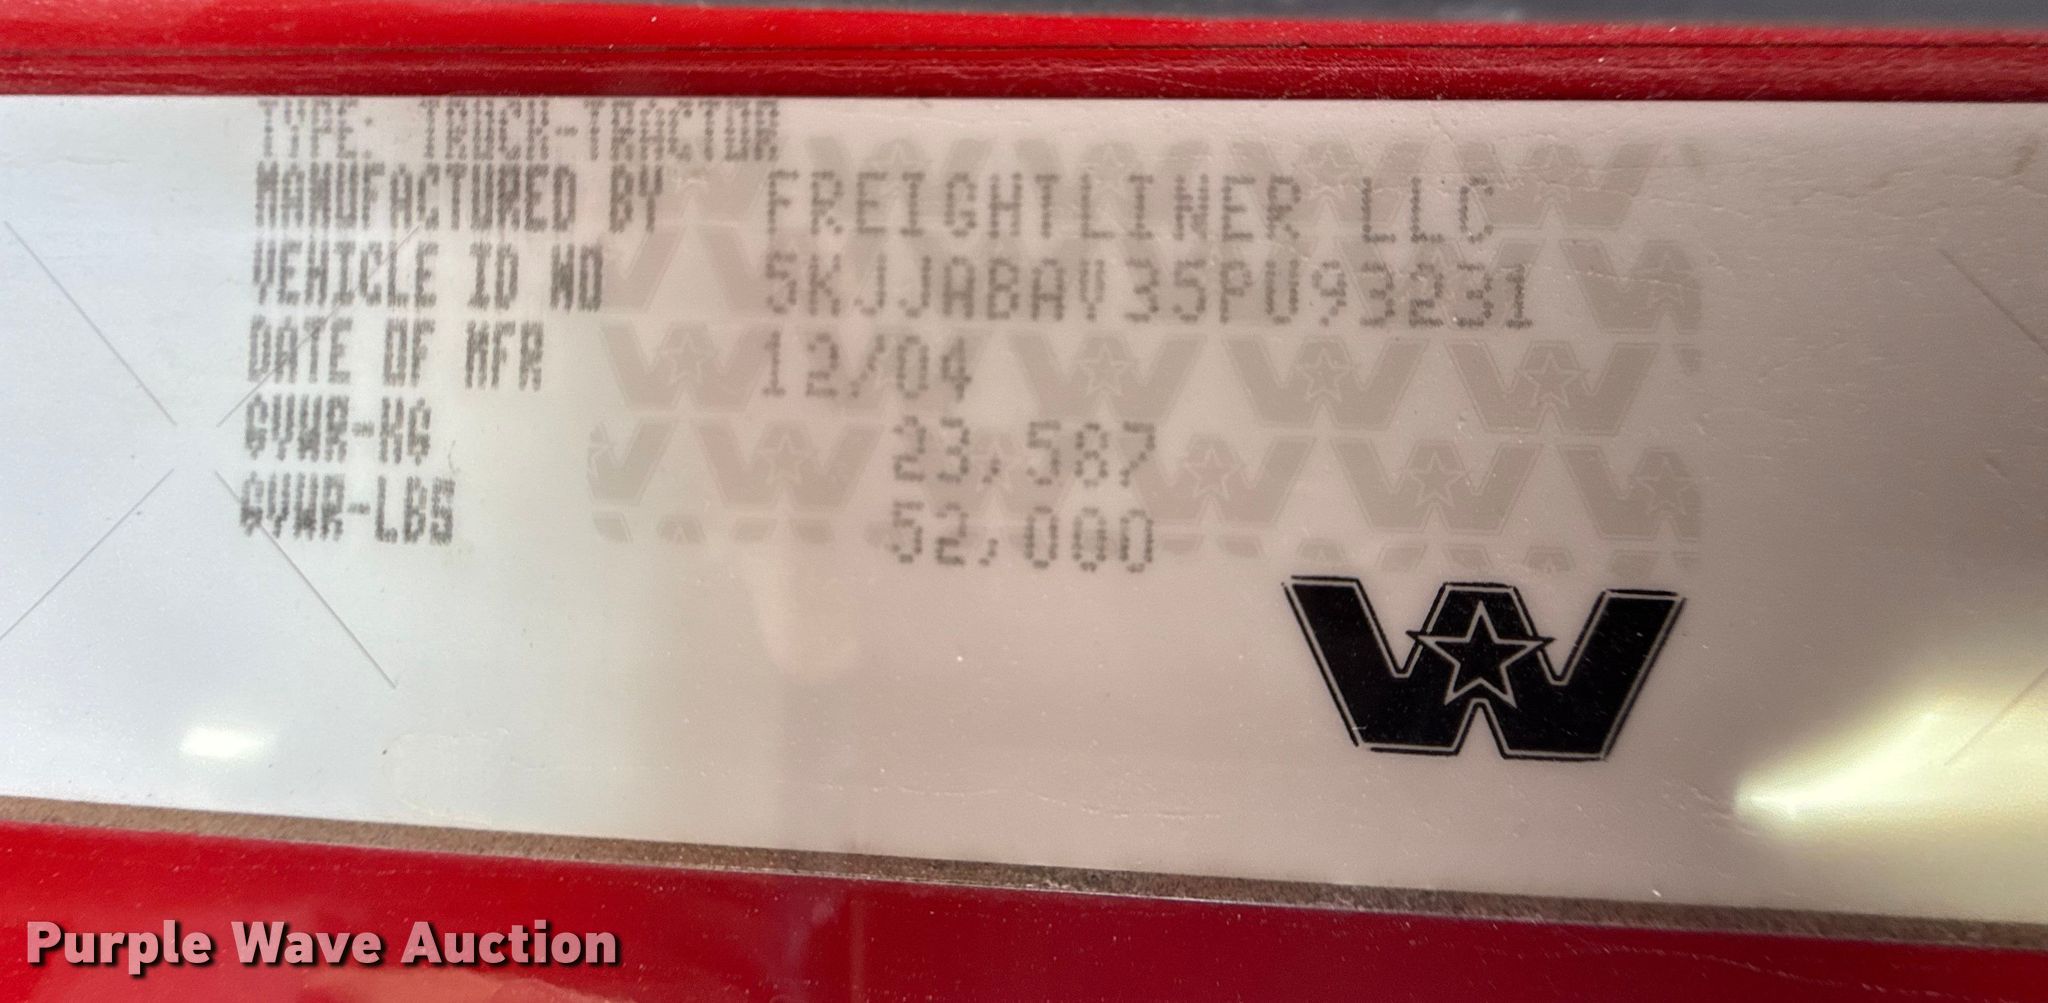 TYPE: TRUCK-TRACTOR
MANUFACTURED BY FREIGHTLINER LLC
VEHICLE ID NO 5KJJABAV35PU93231
DATE OF MFR 12/04
GVWR-KG 23,587
GVWR-LBS 52,000
W
Purple Wave Auction